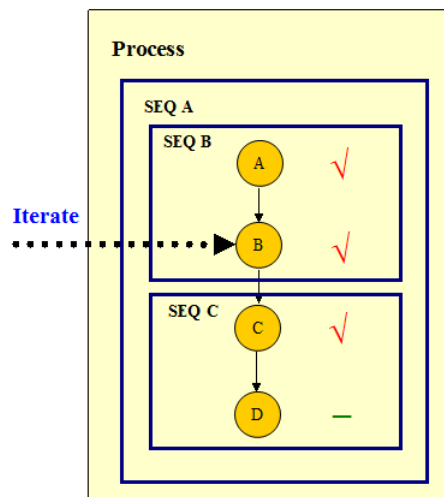 Process
SEQ A
SEQ B
A
√
Iterate
B
√
SEQ C
C
√
D
–